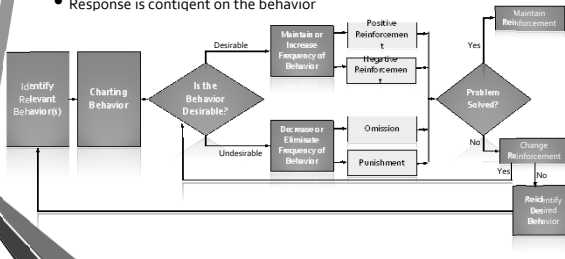 • Response is contigent on the behavior
Identify
Relevant
Behavior(s)
Charting
Behavior
Is the
Behavior
Desirable?
Desirable
Undesirable
Maintain or
Increase
Frequency of
Behavior
Decrease or
Eliminate
Frequency of
Behavior
Positive
Reinforcemen
t
Negative
Reinforcemen
t
Omission
Punishment
Problem
Solved?
Yes
No
Maintain
Reinforcement
Change
Reinforcement
Yes
No
Reidentify
Desired
Behavior